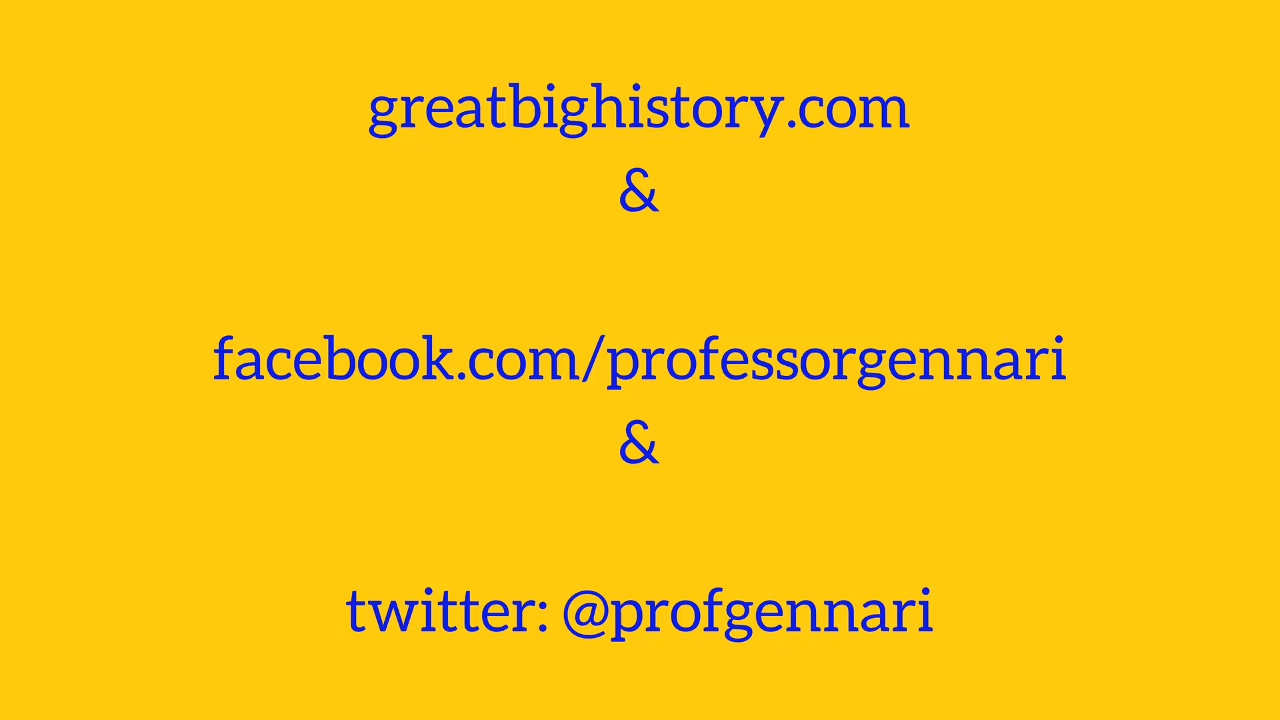 greatbighistory.com
&
facebook.com/professorgennari
&
twitter: @profgennari